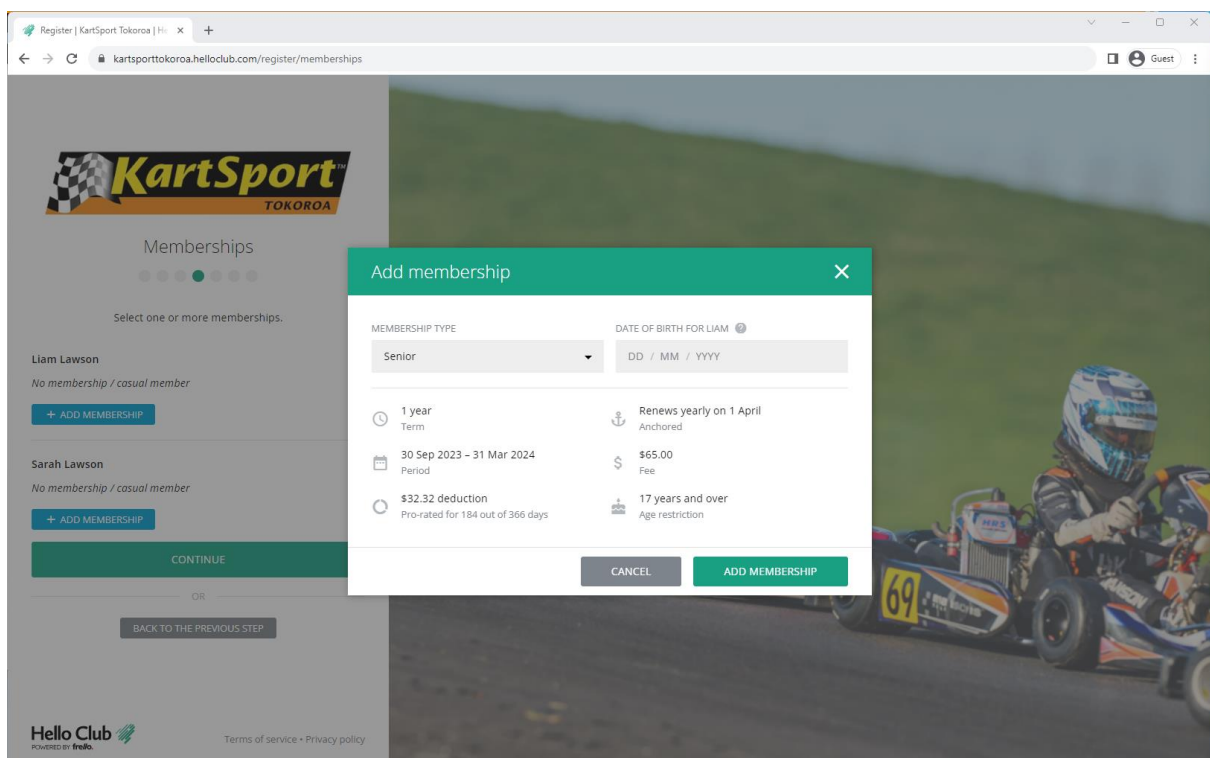 Register | KartSport Tokoroa | He
kartsporttokoroa.helloclub.com/register/memberships
Guest
KartSport™
TOKOROA
Memberships
Select one or more memberships.
Liam Lawson
No membership / casual member
+ ADD MEMBERSHIP
Sarah Lawson
No membership / casual member
+ ADD MEMBERSHIP
CONTINUE
OR
BACK TO THE PREVIOUS STEP
Hello Club
POWERED BY frello.
Terms of service • Privacy policy
Add membership
MEMBERSHIP TYPE
Senior
DATE OF BIRTH FOR LIAM
DD / MM / YYYY
1 year
Term
Renews yearly on 1 April
Anchored
30 Sep 2023 – 31 Mar 2024
Period
$65.00
Fee
$32.32 deduction
Pro-rated for 184 out of 366 days
17 years and over
Age restriction
CANCEL
ADD MEMBERSHIP
HRS
69